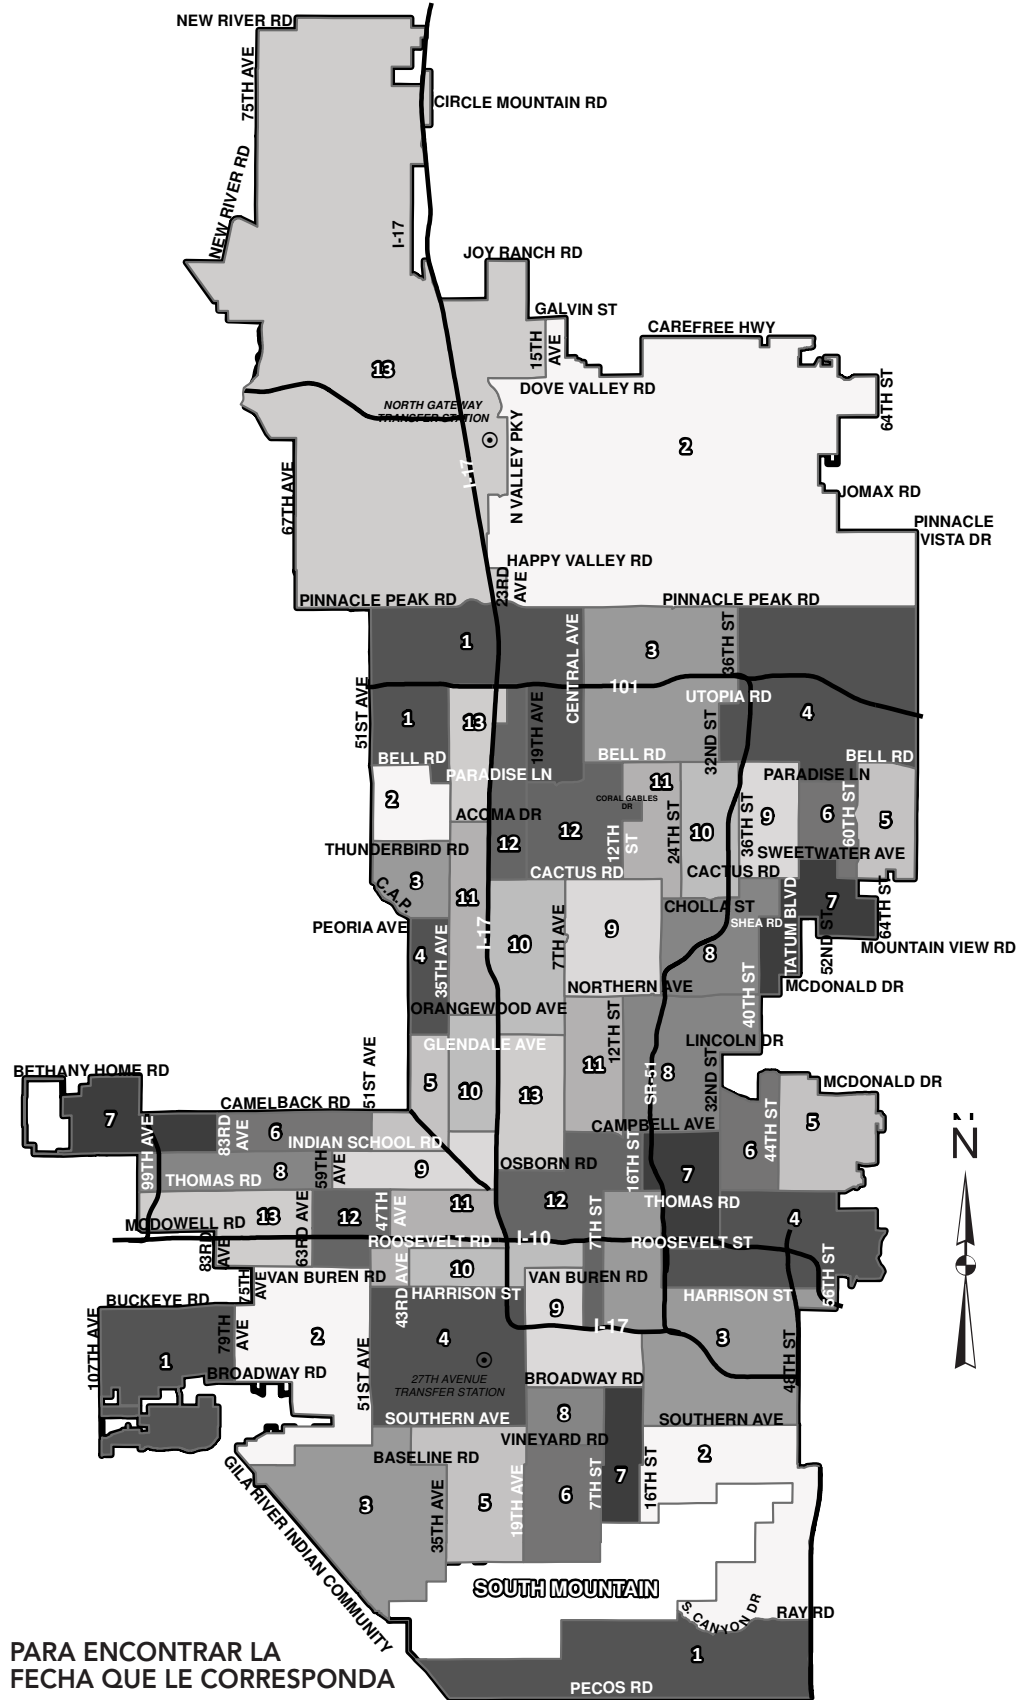 NEW RIVER RD
75TH AVE
CIRCLE MOUNTAIN RD
NEW RIVER RD
I-17
JOY RANCH RD
GALVIN ST
CAREFREE HWY
15TH
AVE
13
DOVE VALLEY RD
64TH ST
NORTH GATEWAY
TRANSFER STATION
N VALLEY PKY
2
I-17
67TH AVE
JOMAX RD
PINNACLE
VISTA DR
HAPPY VALLEY RD
23RD
AVE
PINNACLE PEAK RD
PINNACLE PEAK RD
1
CENTRAL AVE
3
36TH ST
101
UTOPIA RD
51ST AVE
1
13
19TH AVE
32ND ST
4
BELL RD
BELL RD
BELL RD
PARADISE LN
PARADISE LN
2
CORAL GABLES
DR
11
ACOMA DR
12
12
12TH
ST
24TH ST
10
36TH ST
9
6
60TH ST
5
THUNDERBIRD RD
SWEETWATER AVE
CACTUS RD
CACTUS RD
3
C.A.P.
11
CHOLLA ST
7
PEORIA AVE
SHEA RD
TATUM BLVD
52ND ST
64TH ST
4
35TH AVE
I-17
10
7TH AVE
9
8
MOUNTAIN VIEW RD
NORTHERN AVE
40TH ST
MCDONALD DR
ORANGEWOOD AVE
12TH ST
GLENDALE AVE
LINCOLN DR
51ST AVE
5
10
13
11
SR-51
8
32ND ST
BETHANY HOME RD
MCDONALD DR
CAMELBACK RD
7
83RD
AVE
6
CAMPBELL AVE
44TH ST
5
99TH AVE
INDIAN SCHOOL RD
6
59TH
AVE
8
9
OSBORN RD
16TH ST
7
THOMAS RD
THOMAS RD
13
63RD AVE
12
47TH
AVE
11
12
7TH ST
4
MCDOWELL RD
ROOSEVELT RD
I-10
ROOSEVELT ST
83RD
AVE
75TH
AVE
VAN BUREN RD
43RD AVE
10
VAN BUREN RD
56TH ST
BUCKEYE RD
HARRISON ST
HARRISON ST
9
107TH AVE
79TH
AVE
2
51ST AVE
4
I-17
3
48TH ST
1
BROADWAY RD
BROADWAY RD
27TH AVENUE
TRANSFER STATION
8
SOUTHERN AVE
SOUTHERN AVE
VINEYARD RD
BASELINE RD
2
GILA RIVER INDIAN COMMUNITY
3
35TH AVE
5
19TH AVE
6
7TH ST
7
16TH ST
SOUTH MOUNTAIN
S. CANYON DR
RAY RD
1
PECOS RD
N
PARA ENCONTRAR LA
FECHA QUE LE CORRESPONDA